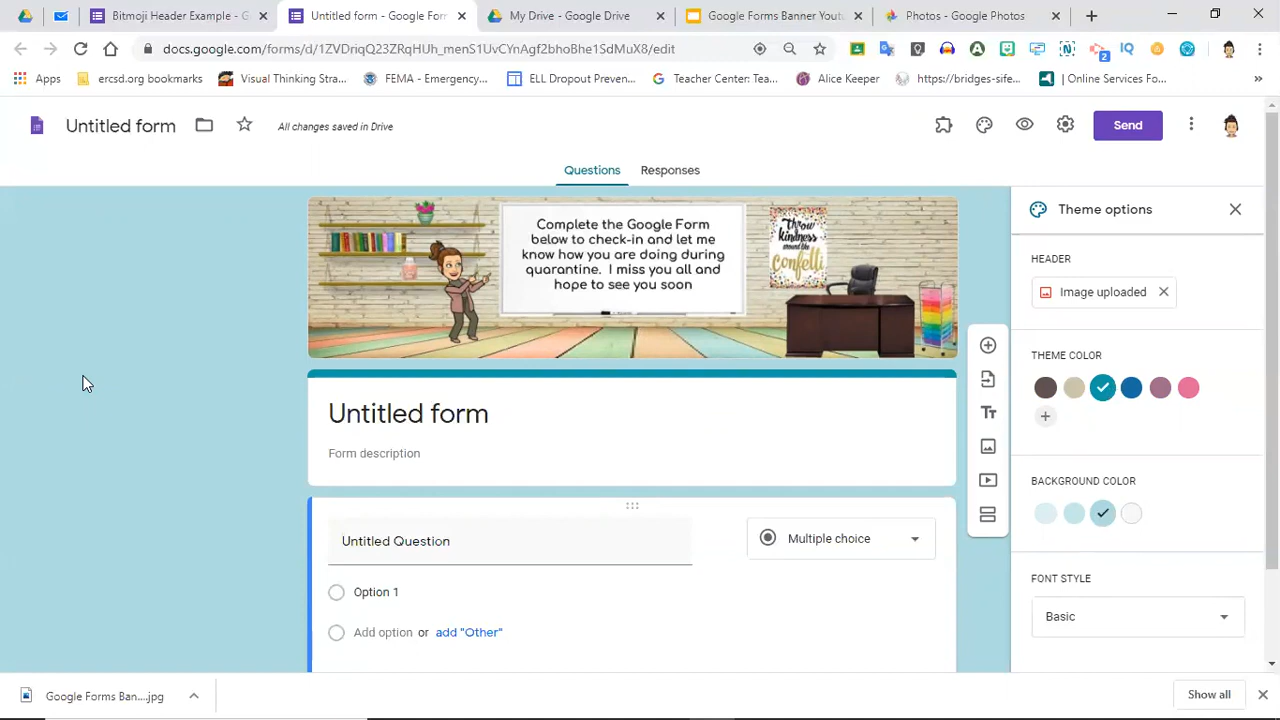 Bitmoji Header Example - G
Untitled form - Google For
My Drive - Google Drive
Google Forms Banner Yout
Photos - Google Photos
docs.google.com/forms/d/1ZVDriqQ23ZRqHUh_menS1UvCYnAgf2bhoBhe1SdMuX8/edit
Apps
ercsd.org bookmarks
Visual Thinking Stra...
FEMA - Emergency...
ELL Dropout Preven...
Teacher Center: Tea...
Alice Keeper
https://bridges-sife...
| Online Services Fo...
Untitled form
All changes saved in Drive
Send
Questions
Responses
Complete the Google Form
below to check-in and let me
know how you are doing during
quarantine. I miss you all and
hope to see you soon
throw
kindness
around like
confetti
Theme options
HEADER
Image uploaded
THEME COLOR
BACKGROUND COLOR
FONT STYLE
Basic
Untitled form
Form description
Untitled Question
Multiple choice
Option 1
Add option or add "Other"
Google Forms Ban....jpg
Show all